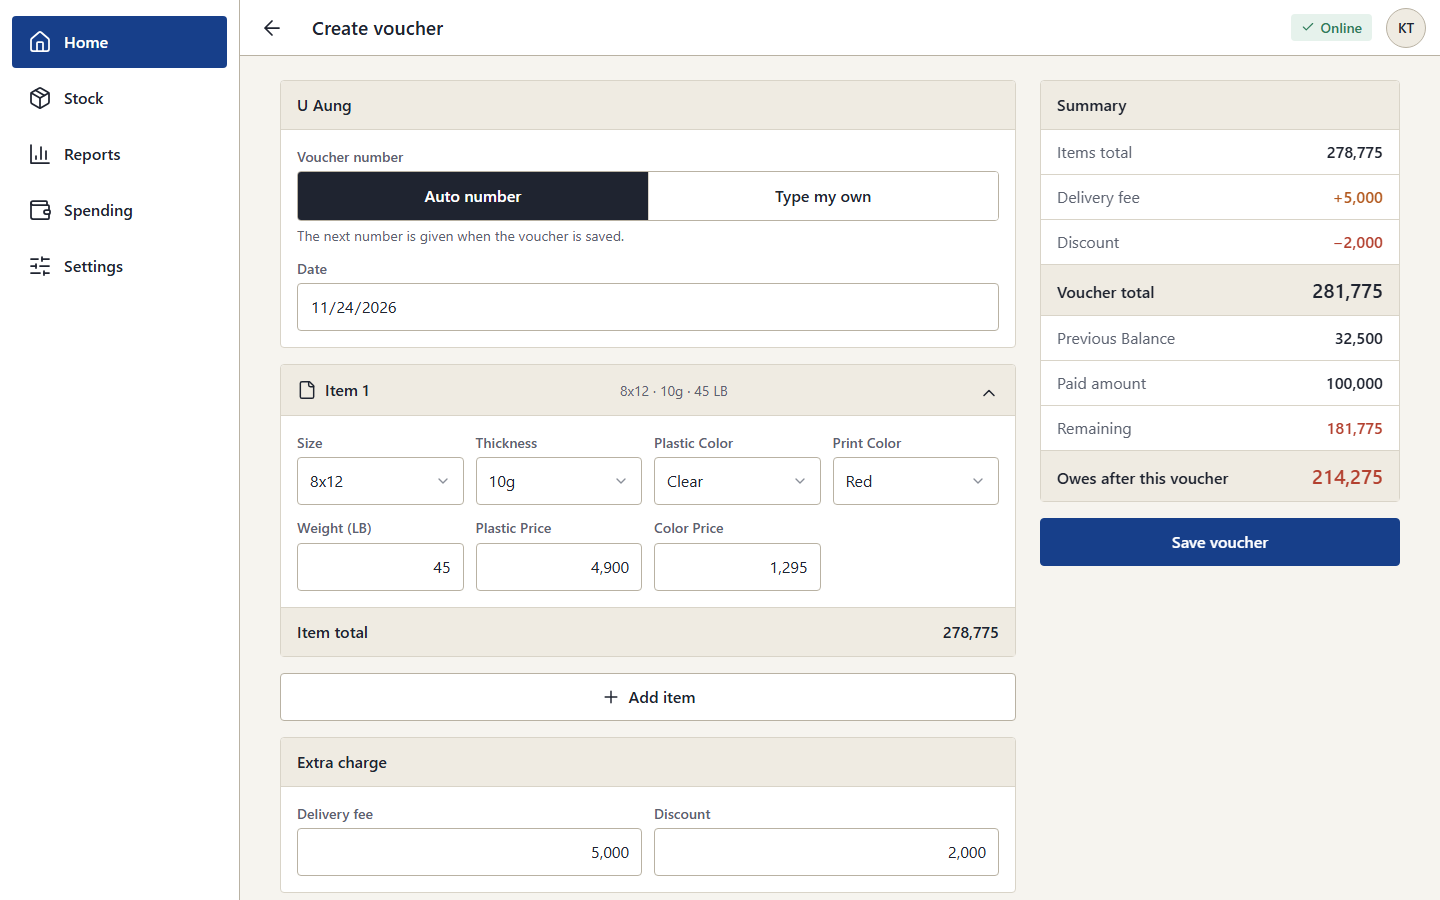 Home
Stock
Reports
Spending
Settings
Create voucher
Online
KT
U Aung
Voucher number
Auto number
Type my own
The next number is given when the voucher is saved.
Date
11/24/2026
Item 1
8x12 · 10g · 45 LB
Size
Thickness
Plastic Color
Print Color
8x12
10g
Clear
Red
Weight (LB)
Plastic Price
Color Price
45
4,900
1,295
Item total
278,775
Add item
Extra charge
Delivery fee
Discount
5,000
2,000
Summary
Items total
278,775
Delivery fee
+5,000
Discount
−2,000
Voucher total
281,775
Previous Balance
32,500
Paid amount
100,000
Remaining
181,775
Owes after this voucher
214,275
Save voucher